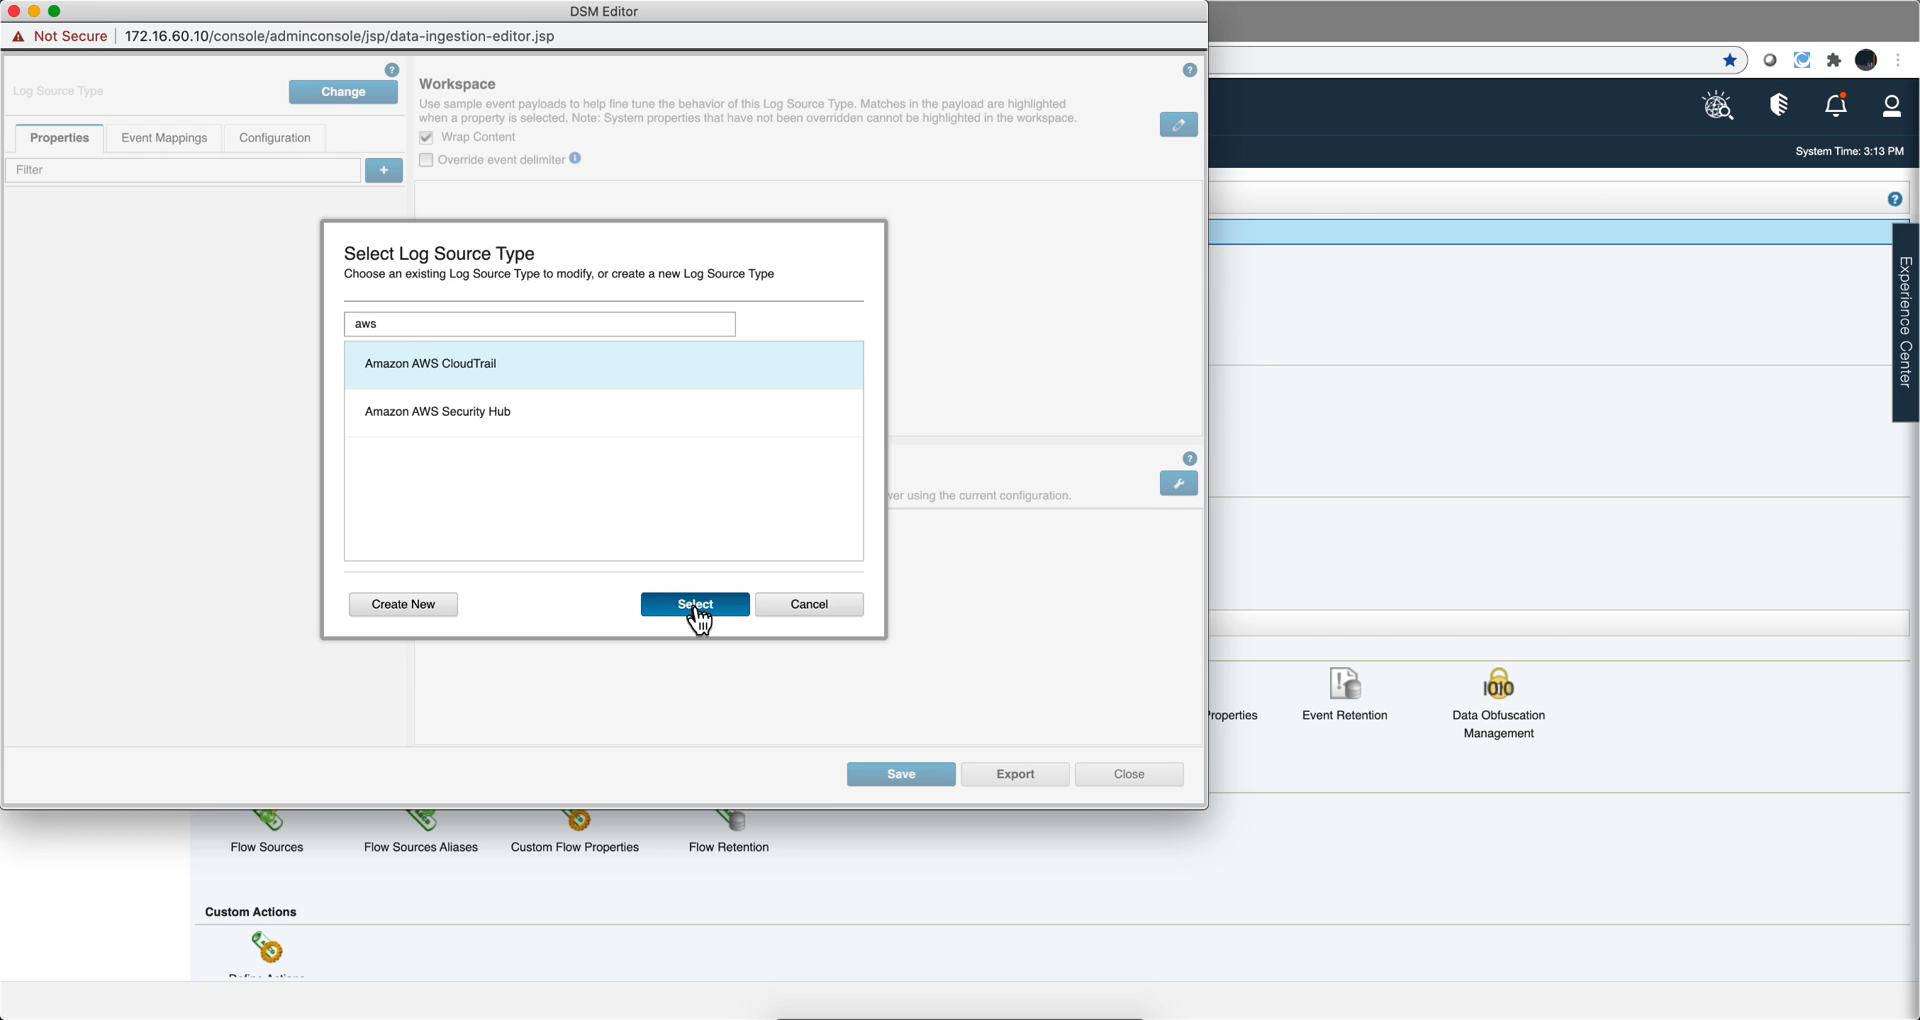 DSM Editor
Not Secure
172.16.60.10/console/adminconsole/jsp/data-ingestion-editor.jsp
Log Source Type
Change
Properties
Event Mappings
Configuration
Filter
+
Workspace
Use sample event payloads to help fine tune the behavior of this Log Source Type. Matches in the payload are highlighted
when a property is selected. Note: System properties that have not been overridden cannot be highlighted in the workspace.
Wrap Content
Override event delimiter
Select Log Source Type
Choose an existing Log Source Type to modify, or create a new Log Source Type
aws
Amazon AWS CloudTrail
Amazon AWS Security Hub
Create New
Select
Cancel
using the current configuration.
Save
Export
Close
System Time: 3:13 PM
Experience Center
Properties
Event Retention
Data Obfuscation
Management
Flow Sources
Flow Sources Aliases
Custom Flow Properties
Flow Retention
Custom Actions